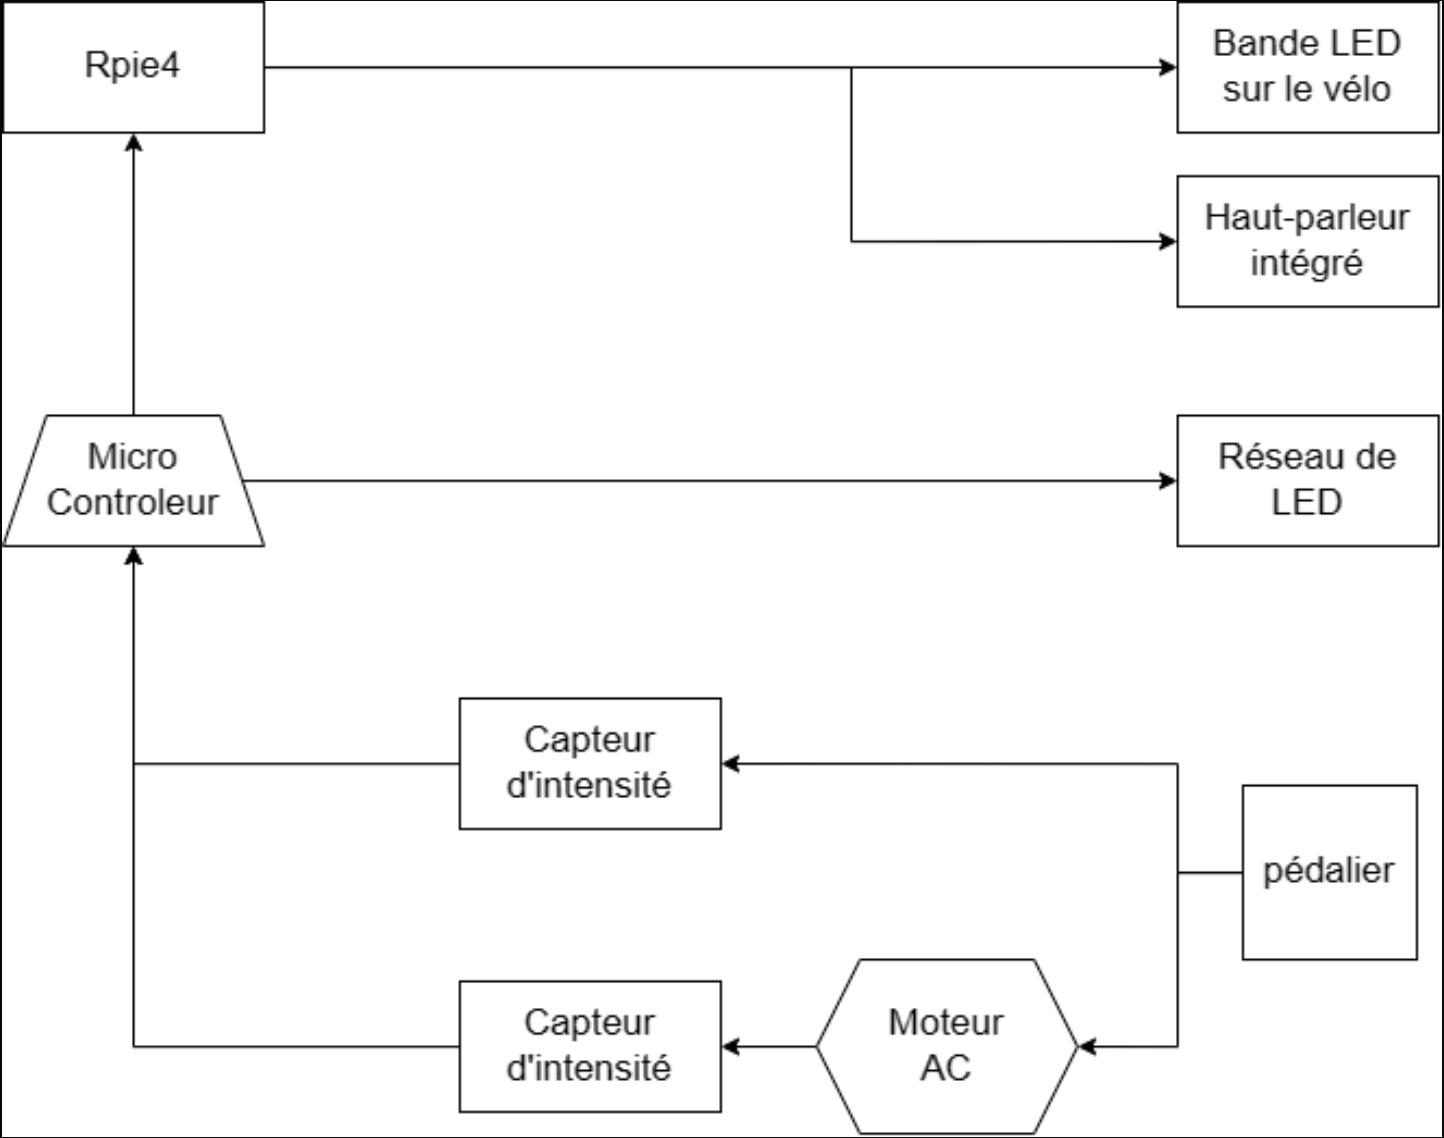 Rpie4
Bande LED
sur le vélo
Haut-parleur
intégré
Micro
Controleur
Réseau de
LED
Capteur
d'intensité
pédalier
Capteur
d'intensité
Moteur
AC